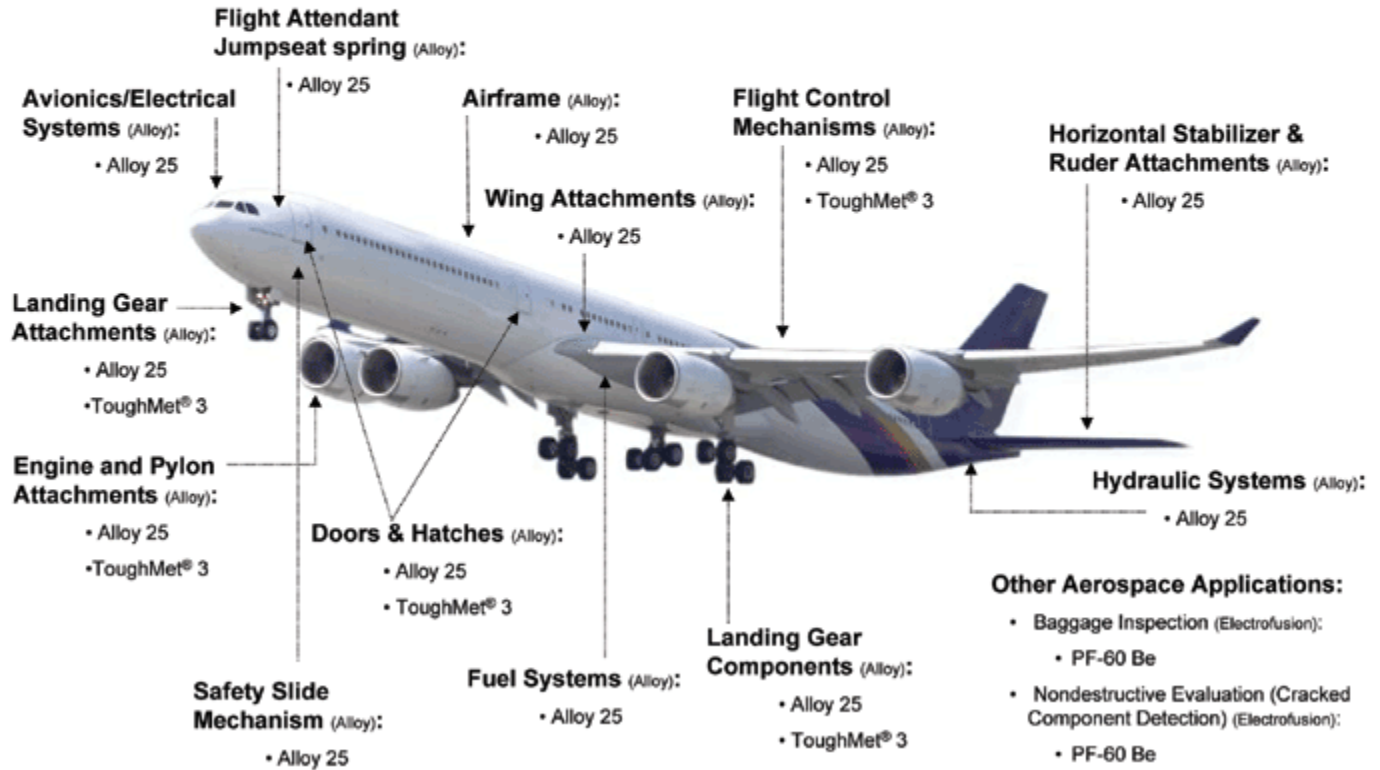 Flight Attendant
Jumpseat spring (Alloy):
• Alloy 25
Avionics/Electrical
Systems (Alloy):
• Alloy 25
Airframe (Alloy):
• Alloy 25
Flight Control
Mechanisms (Alloy):
• Alloy 25
• ToughMet® 3
Horizontal Stabilizer &
Ruder Attachments (Alloy):
• Alloy 25
Wing Attachments (Alloy):
• Alloy 25
Landing Gear
Attachments (Alloy):
• Alloy 25
•ToughMet® 3
Engine and Pylon
Attachments (Alloy):
• Alloy 25
•ToughMet® 3
Doors & Hatches (Alloy):
• Alloy 25
• ToughMet® 3
Hydraulic Systems (Alloy):
• Alloy 25
Safety Slide
Mechanism (Alloy):
• Alloy 25
Fuel Systems (Alloy):
• Alloy 25
Landing Gear
Components (Alloy):
• Alloy 25
• ToughMet® 3
Other Aerospace Applications:
• Baggage Inspection (Electrofusion):
• PF-60 Be
• Nondestructive Evaluation (Cracked
Component Detection) (Electrofusion):
• PF-60 Be